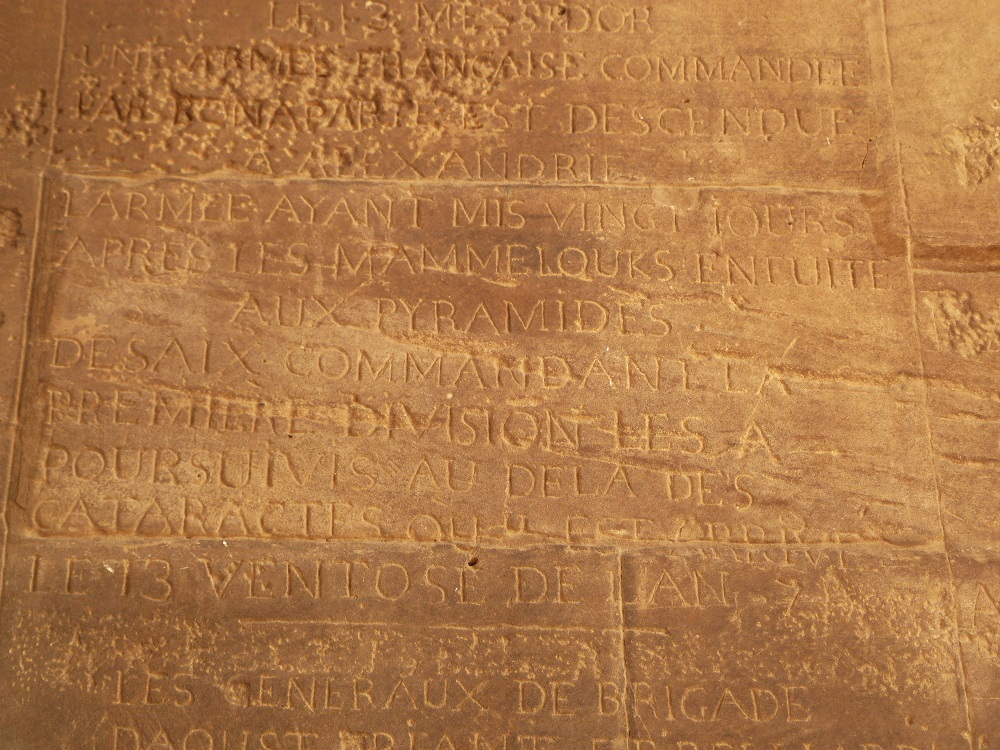 LE 13 MESSIDOR
UNE ARMEE FRANÇAISE COMMANDEE
PAR BONAPARTE EST DESCENDUE
A ALEXANDRIE
L'ARMEE AYANT MIS VINGT JOURS
APRES LES MAMMELOUKS EN FUITE
AUX PYRAMIDES
DESAIX COMMANDANT LA
PREMIERE DIVISION LES A
POURSUIVIS AU DELA DES
CATARACTES OU IL EST ARRIVE
LE 13 VENTOSE DE L'AN 7
LES GENERAUX DE BRIGADE
DAOUST FRIANT ET